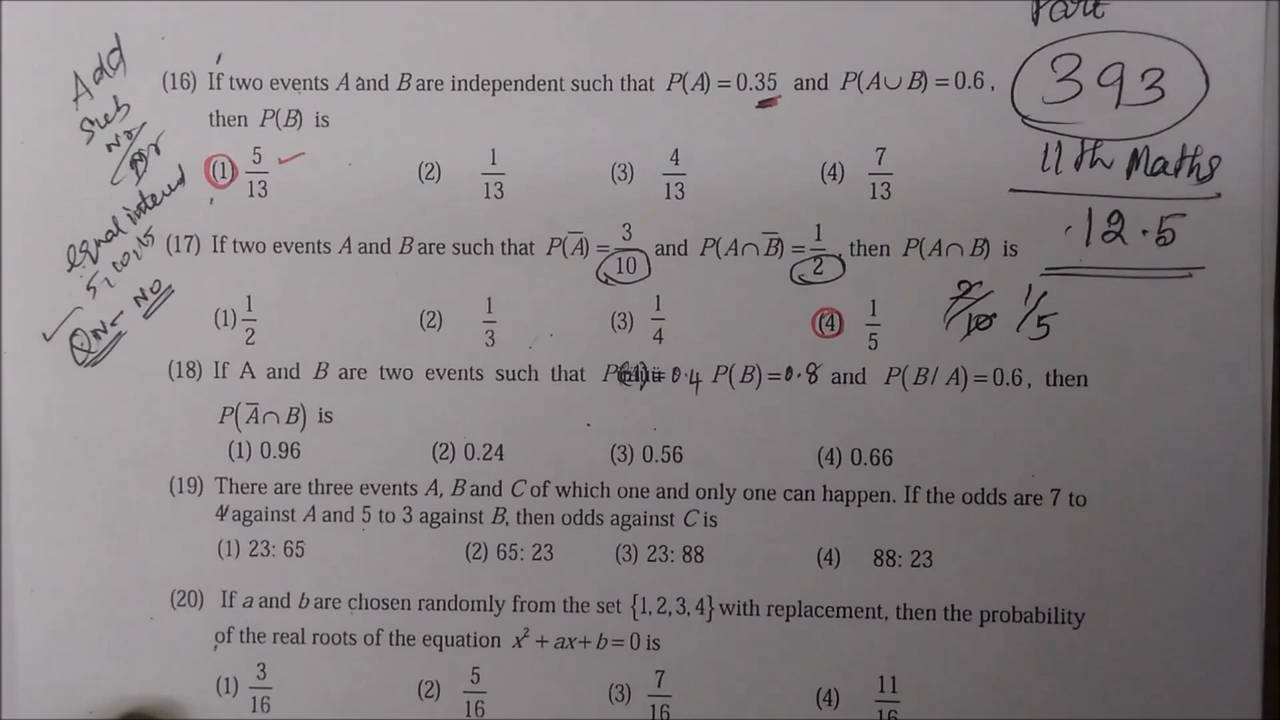 Part
393
11th Maths
12.5
Add
Sub
Nr/Dr
equal interval
5, 10, 15
QNr NO
(16) If two events A and B are independent such that P(A) = 0.35 and P(A∪B) = 0.6,
then P(B) is
(1) 5/13 ✓ (2) 1/13 (3) 4/13 (4) 7/13
(17) If two events A and B are such that P(A̅) = 3/10 and P(A∩B̅) = 1/2, then P(A∩B) is
(1) 1/2 (2) 1/3 (3) 1/4 (4) 1/5 2/10 1/5
(18) If A and B are two events such that P(A) = 0.4 P(B) = 0.8 and P(B/A) = 0.6, then
P(A̅∩B) is
(1) 0.96 (2) 0.24 (3) 0.56 (4) 0.66
(19) There are three events A, B and C of which one and only one can happen. If the odds are 7 to
4 against A and 5 to 3 against B, then odds against C is
(1) 23: 65 (2) 65: 23 (3) 23: 88 (4) 88: 23
(20) If a and b are chosen randomly from the set {1,2,3,4} with replacement, then the probability
of the real roots of the equation x² + ax + b = 0 is
(1) 3/16 (2) 5/16 (3) 7/16 (4) 11/16